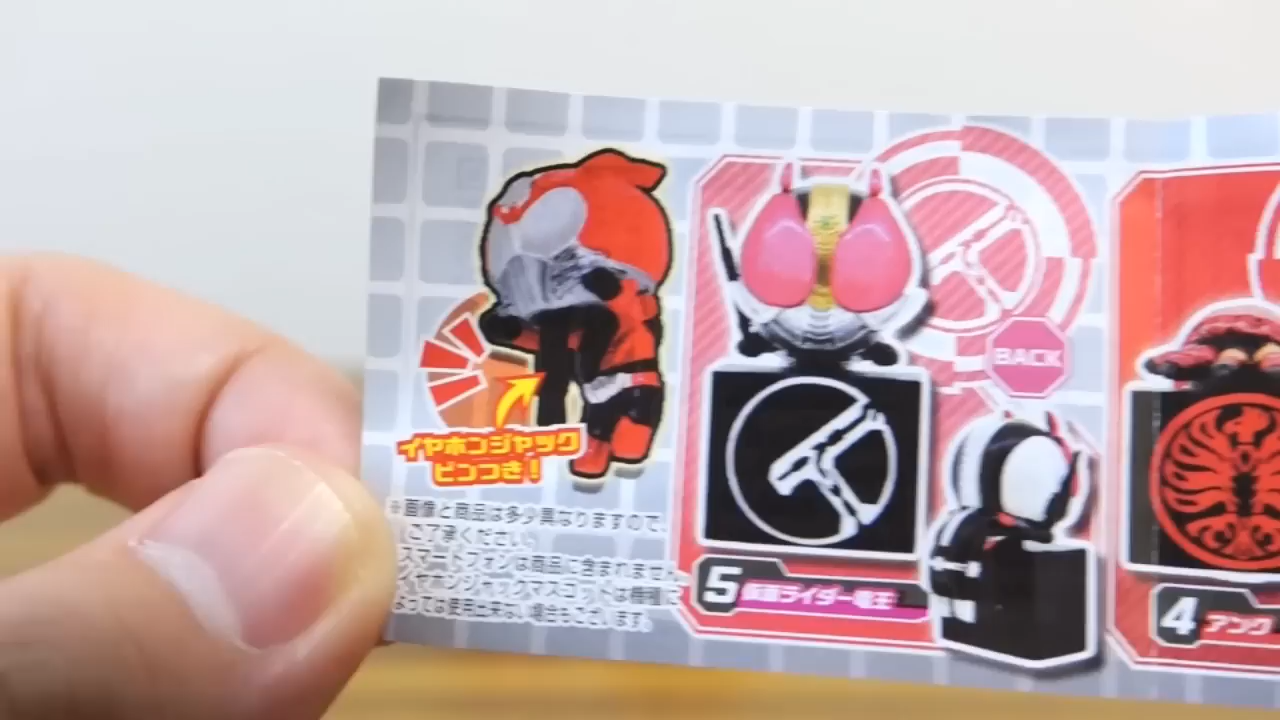 イヤホンジャック
ピンつき!
※画像と商品は多少異なりますので、
ご了承ください。
スマートフォンは商品に含まれません。
イヤホンジャックマスコットは機種に
よっては使用出来ない場合もございます。
BACK
5 仮面ライダー電王
4 アンク